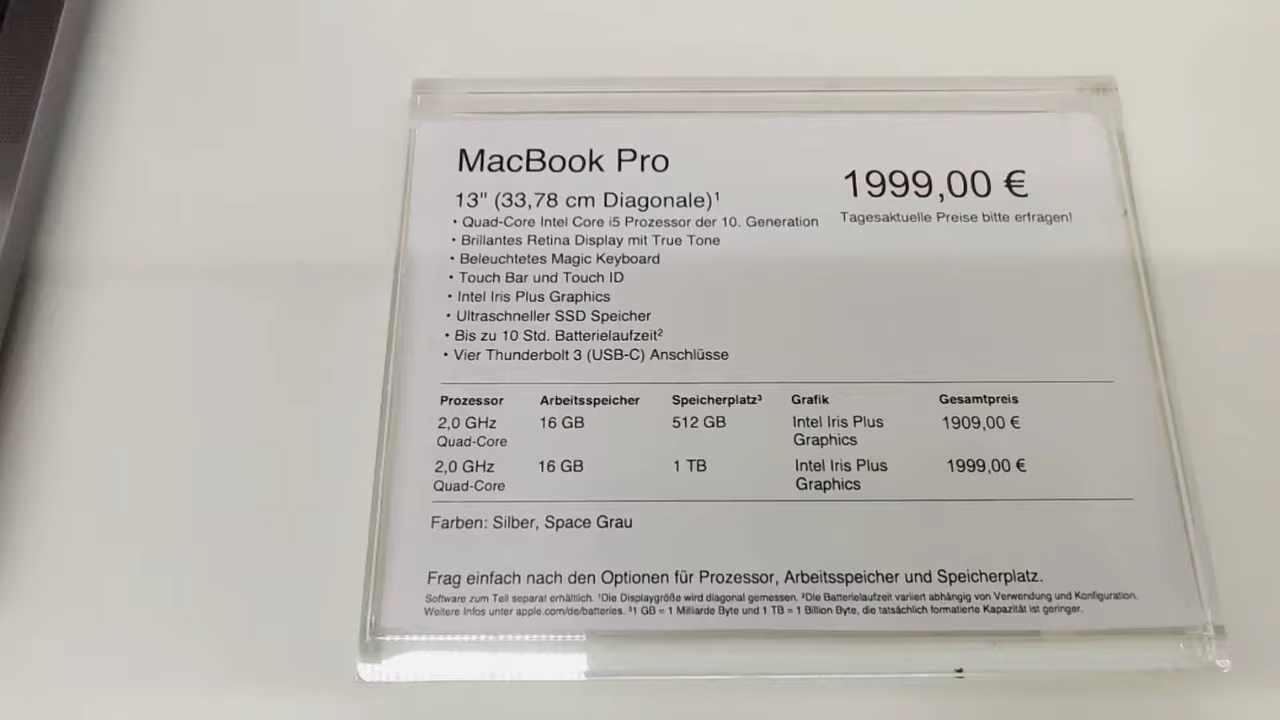 MacBook Pro
1999,00 €
13" (33,78 cm Diagonale)¹
Tagesaktuelle Preise bitte erfragen!
• Quad-Core Intel Core i5 Prozessor der 10. Generation
• Brillantes Retina Display mit True Tone
• Beleuchtetes Magic Keyboard
• Touch Bar und Touch ID
• Intel Iris Plus Graphics
• Ultraschneller SSD Speicher
• Bis zu 10 Std. Batterielaufzeit²
• Vier Thunderbolt 3 (USB-C) Anschlüsse
Prozessor Arbeitsspeicher Speicherplatz³ Grafik Gesamtpreis
2,0 GHz 16 GB 512 GB Intel Iris Plus 1909,00 €
Quad-Core Graphics
2,0 GHz 16 GB 1 TB Intel Iris Plus 1999,00 €
Quad-Core Graphics
Farben: Silber, Space Grau
Frag einfach nach den Optionen für Prozessor, Arbeitsspeicher und Speicherplatz.
Software zum Teil separat erhältlich. ¹Die Displaygröße wird diagonal gemessen. ²Die Batterielaufzeit variiert abhängig von Verwendung und Konfiguration.
Weitere Infos unter apple.com/de/batteries. ³1 GB = 1 Milliarde Byte und 1 TB = 1 Billion Byte, die tatsächlich formatierte Kapazität ist geringer.